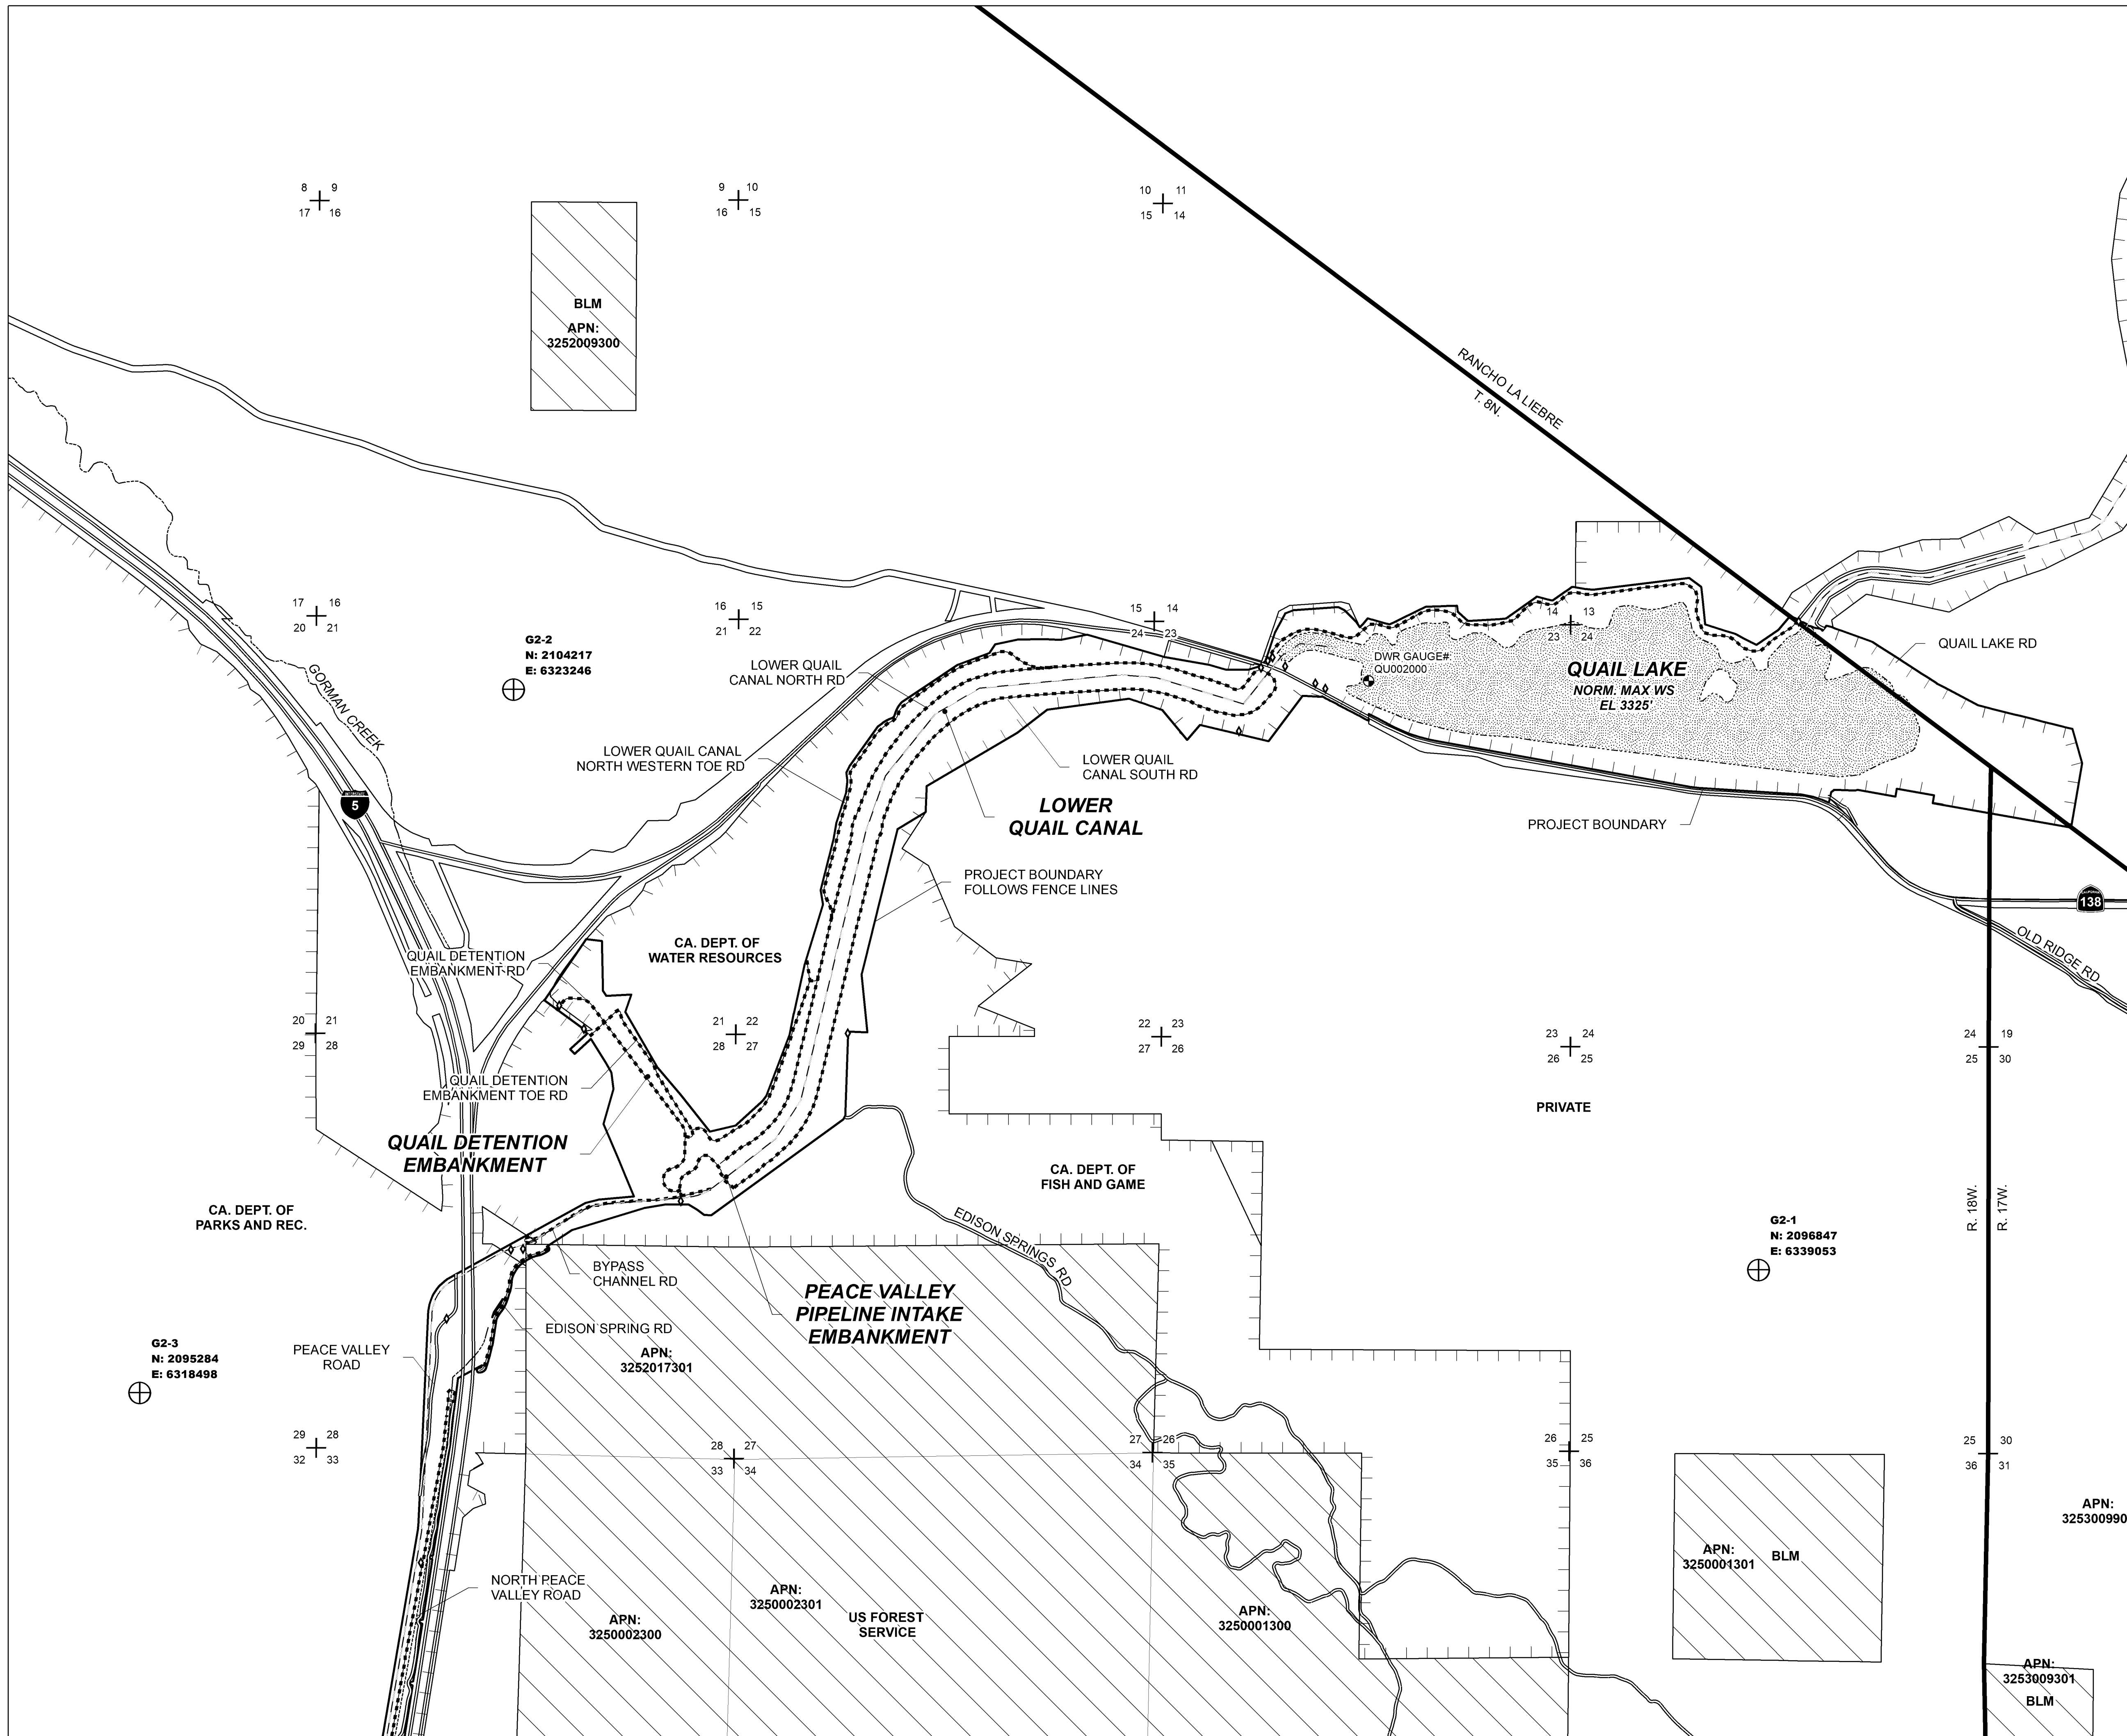 8 9
17 16
9 10
16 15
10 11
15 14
BLM
APN:
3252009300
RANCHO LA LIEBRE
T. 8N.
17 16
20 21
16 15
21 22
15 14
24 23
14 13
23 24
G2-2
N: 2104217
E: 6323246
GORMAN CREEK
LOWER QUAIL
CANAL NORTH RD
DWR GAUGE#
QU002000
QUAIL LAKE
NORM. MAX WS
EL 3325'
QUAIL LAKE RD
LOWER QUAIL CANAL
NORTH WESTERN TOE RD
LOWER QUAIL
CANAL SOUTH RD
5
LOWER
QUAIL CANAL
PROJECT BOUNDARY
PROJECT BOUNDARY
FOLLOWS FENCE LINES
138
OLD RIDGE RD
CA. DEPT. OF
WATER RESOURCES
QUAIL DETENTION
EMBANKMENT RD
20 21
29 28
21 22
28 27
22 23
27 26
23 24
26 25
24 19
25 30
QUAIL DETENTION
EMBANKMENT TOE RD
PRIVATE
QUAIL DETENTION
EMBANKMENT
CA. DEPT. OF
FISH AND GAME
CA. DEPT. OF
PARKS AND REC.
EDISON SPRINGS RD
R. 18W.
R. 17W.
G2-1
N: 2096847
E: 6339053
BYPASS
CHANNEL RD
PEACE VALLEY
PIPELINE INTAKE
EMBANKMENT
EDISON SPRING RD
APN:
3252017301
PEACE VALLEY
ROAD
G2-3
N: 2095284
E: 6318498
29 28
32 33
28 27
33 34
27 26
34 35
26 25
35 36
25 30
36 31
APN:
325300990
APN:
3250001301
BLM
NORTH PEACE
VALLEY ROAD
APN:
3250002301
APN:
3250002300
US FOREST
SERVICE
APN:
3250001300
APN:
3253009301
BLM